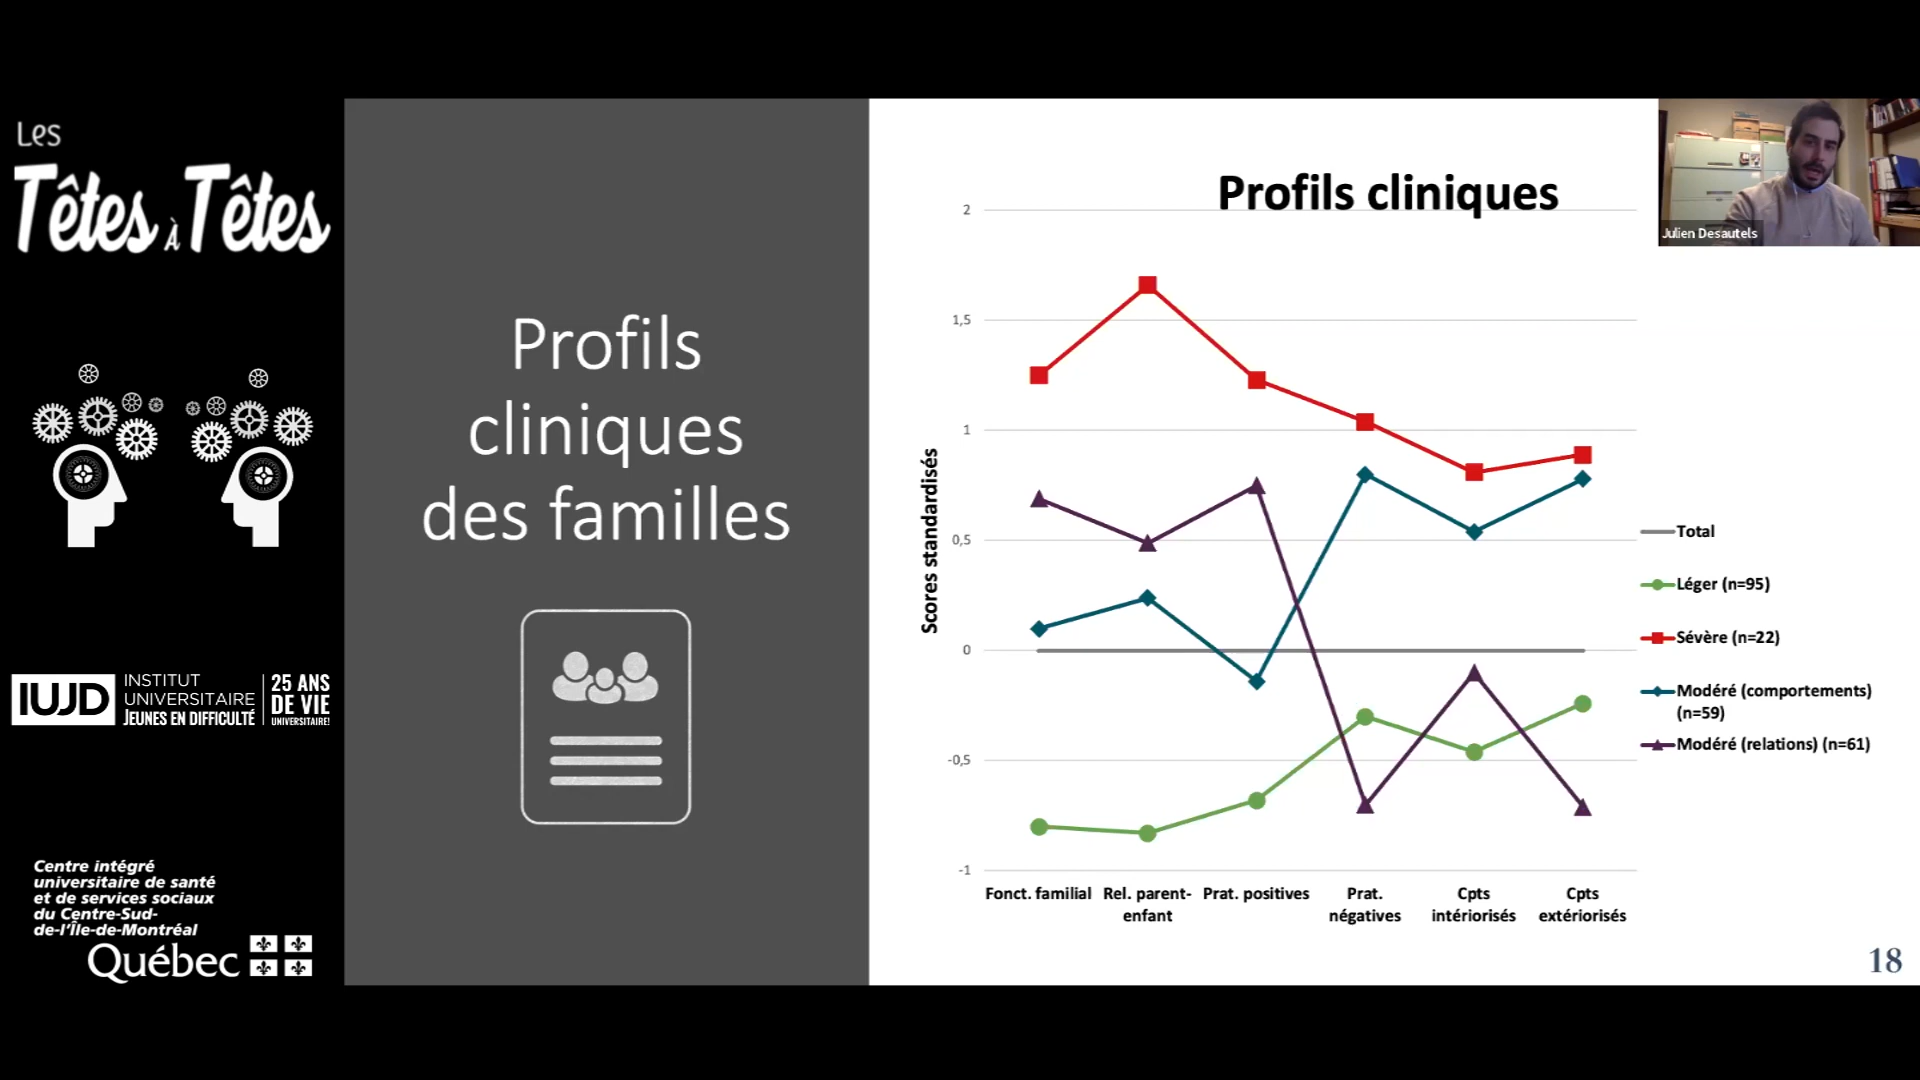 Les
Têtes à Têtes
IUJD
INSTITUT
UNIVERSITAIRE
JEUNES EN DIFFICULTÉ
25 ANS
DE VIE
UNIVERSITAIRE!
Centre intégré
universitaire de santé
et de services sociaux
du Centre-Sud-
de-l'Île-de-Montréal
Québec
Profils
cliniques
des familles
Profils cliniques
Julien Desautels
Scores standardisés
2
1,5
1
0,5
0
-0,5
-1
Fonct. familial
Rel. parent-
enfant
Prat. positives
Prat.
négatives
Cpts
intériorisés
Cpts
extériorisés
Total
Léger (n=95)
Sévère (n=22)
Modéré (comportements)
(n=59)
Modéré (relations) (n=61)
18